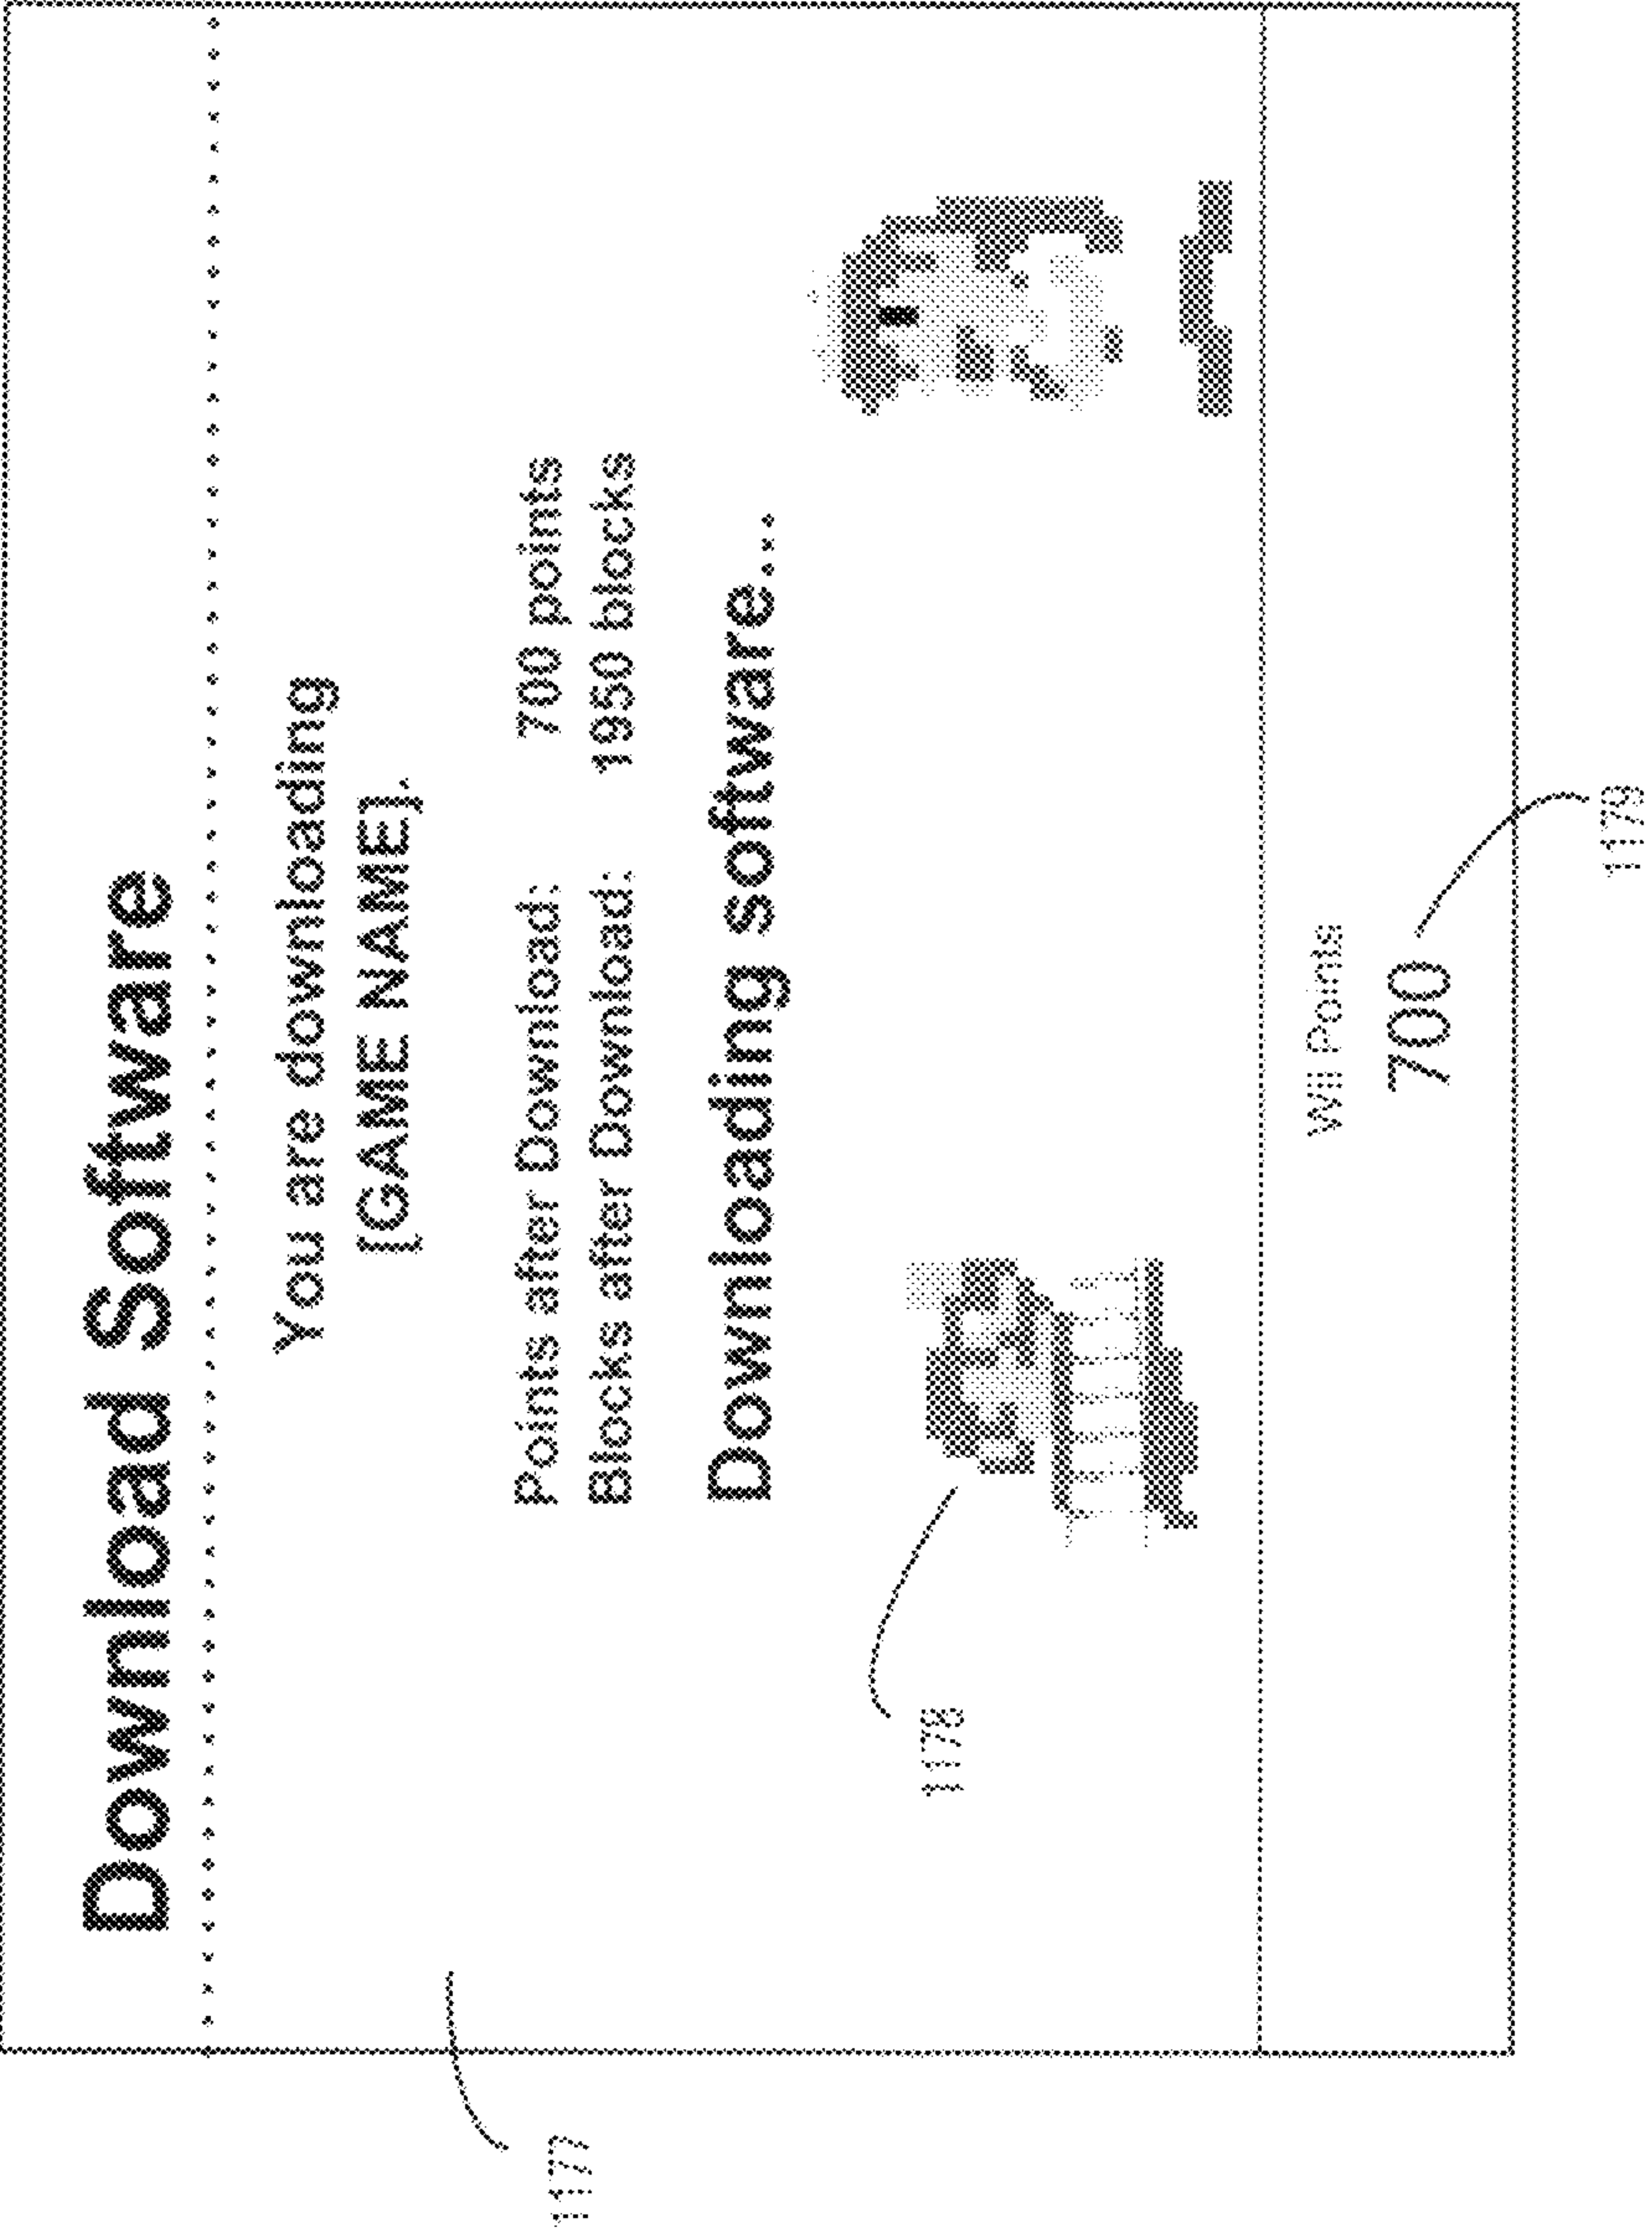 Download Software
You are downloading
[GAME NAME].
Points after Download: 700 points
Blocks after Download: 1950 blocks
Downloading software...
Wii Points
700
1177
1178
1179